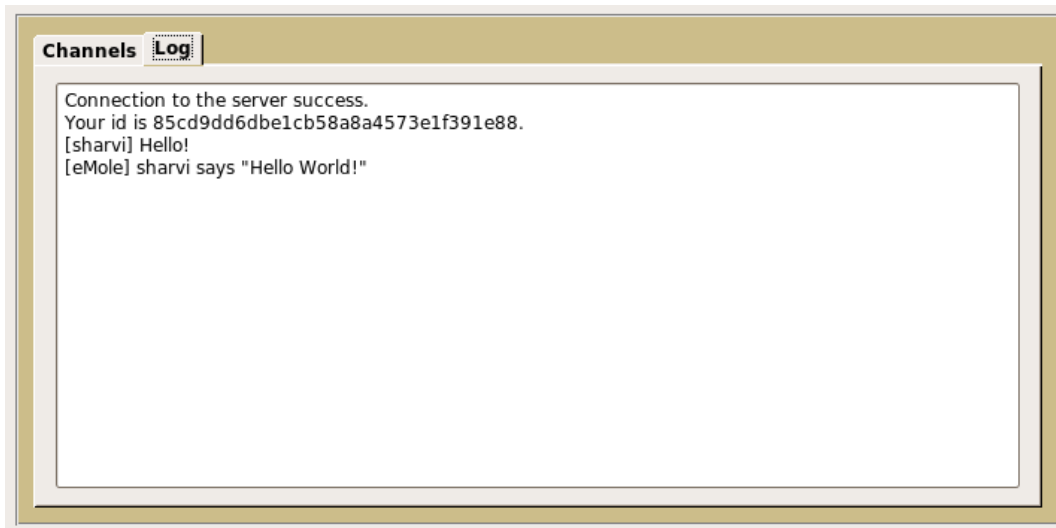 Channels Log
Connection to the server success.
Your id is 85cd9dd6dbe1cb58a8a4573e1f391e88.
[sharvi] Hello!
[eMole] sharvi says "Hello World!"